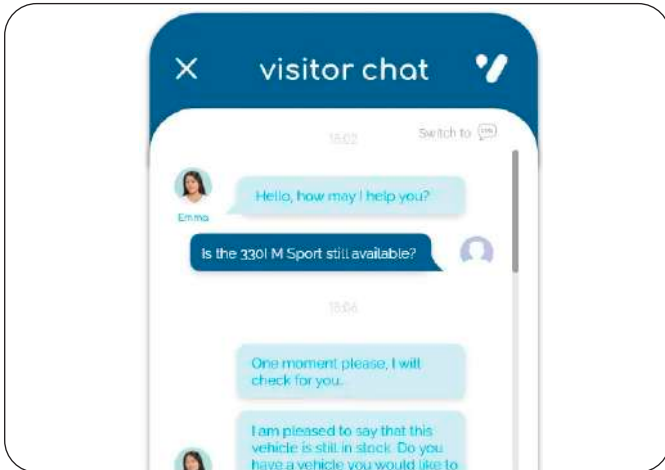 visitor chat
16:02
Switch to
Hello, how may I help you?
Emma
Is the 330I M Sport still available?
16:06
One moment please, I will
check for you.
I am pleased to say that this
vehicle is still in stock. Do you
have a vehicle you would like to